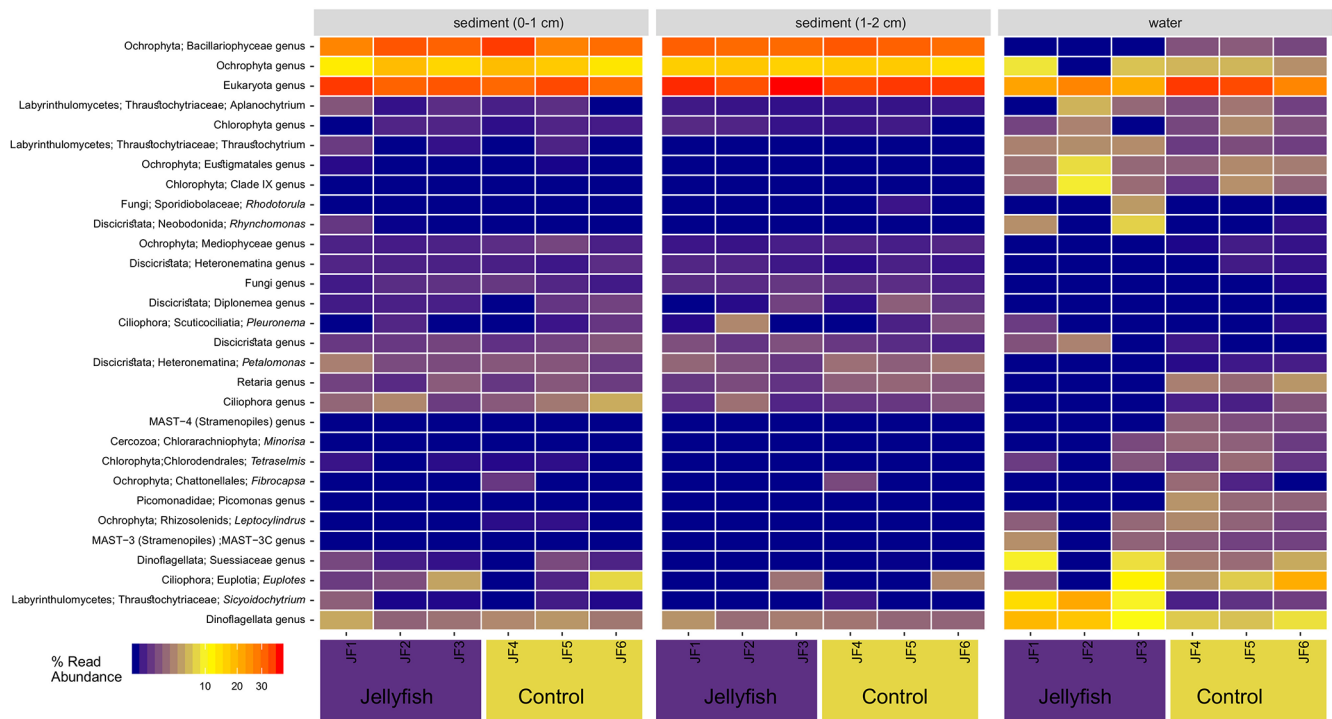 sediment (0-1 cm) sediment (1-2 cm) water
Ochrophyta; Bacillariophyceae genus
Ochrophyta genus
Eukaryota genus
Labyrinthulomycetes; Thraustochytriaceae; Aplanochytrium
Chlorophyta genus
Labyrinthulomycetes; Thraustochytriaceae; Thraustochytrium
Ochrophyta; Eustigmatales genus
Chlorophyta; Clade IX genus
Fungi; Sporidiobolaceae; Rhodotorula
Discicristata; Neobodonida; Rhynchomonas
Ochrophyta; Mediophyceae genus
Discicristata; Heteronematina genus
Fungi genus
Discicristata; Diplonemea genus
Ciliophora; Scuticociliatia; Pleuronema
Discicristata genus
Discicristata; Heteronematina; Petalomonas
Retaria genus
Ciliophora genus
MAST−4 (Stramenopiles) genus
Cercozoa; Chlorarachniophyta; Minorisa
Chlorophyta;Chlorodendrales; Tetraselmis
Ochrophyta; Chattonellales; Fibrocapsa
Picomonadidae; Picomonas genus
Ochrophyta; Rhizosolenids; Leptocylindrus
MAST−3 (Stramenopiles) ;MAST−3C genus
Dinoflagellata; Suessiaceae genus
Ciliophora; Euplotia; Euplotes
Labyrinthulomycetes; Thraustochytriaceae; Sicyoidochytrium
Dinoflagellata genus
% Read
Abundance
10 20 30
JF1 JF2 JF3 JF4 JF5 JF6 JF1 JF2 JF3 JF4 JF5 JF6 JF1 JF2 JF3 JF4 JF5 JF6
Jellyfish Control Jellyfish Control Jellyfish Control